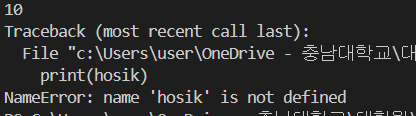 10
Traceback (most recent call last):
  File "c:\Users\user\OneDrive - 충남대학교\대
    print(hosik)
NameError: name 'hosik' is not defined